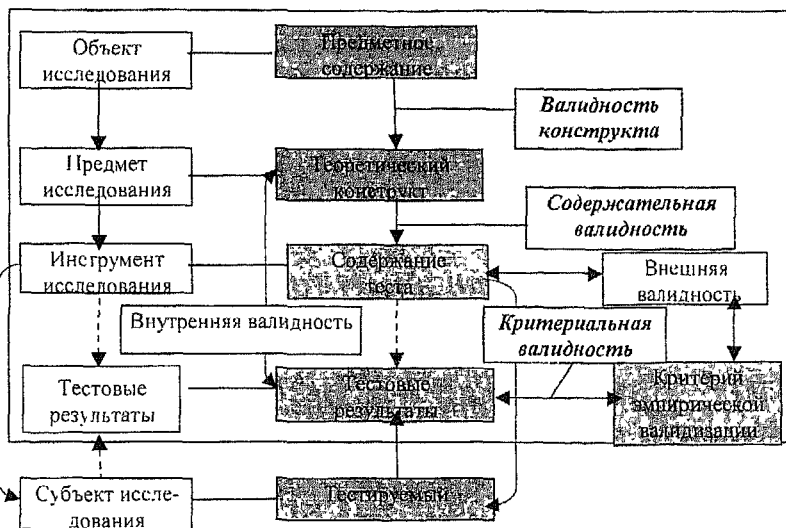 Объект
исследования
Предметное
содержание
Валидность
конструкта
Предмет
исследования
Теоретический
конструкт
Содержательная
валидность
Инструмент
исследования
Содержание
теста
Внешняя
валидность
Внутренняя валидность
Критериальная
валидность
Тестовые
результаты
Тестовые
результаты
Критерий
эмпирической
валидизации
Субъект иссле-
дования
Тестируемый